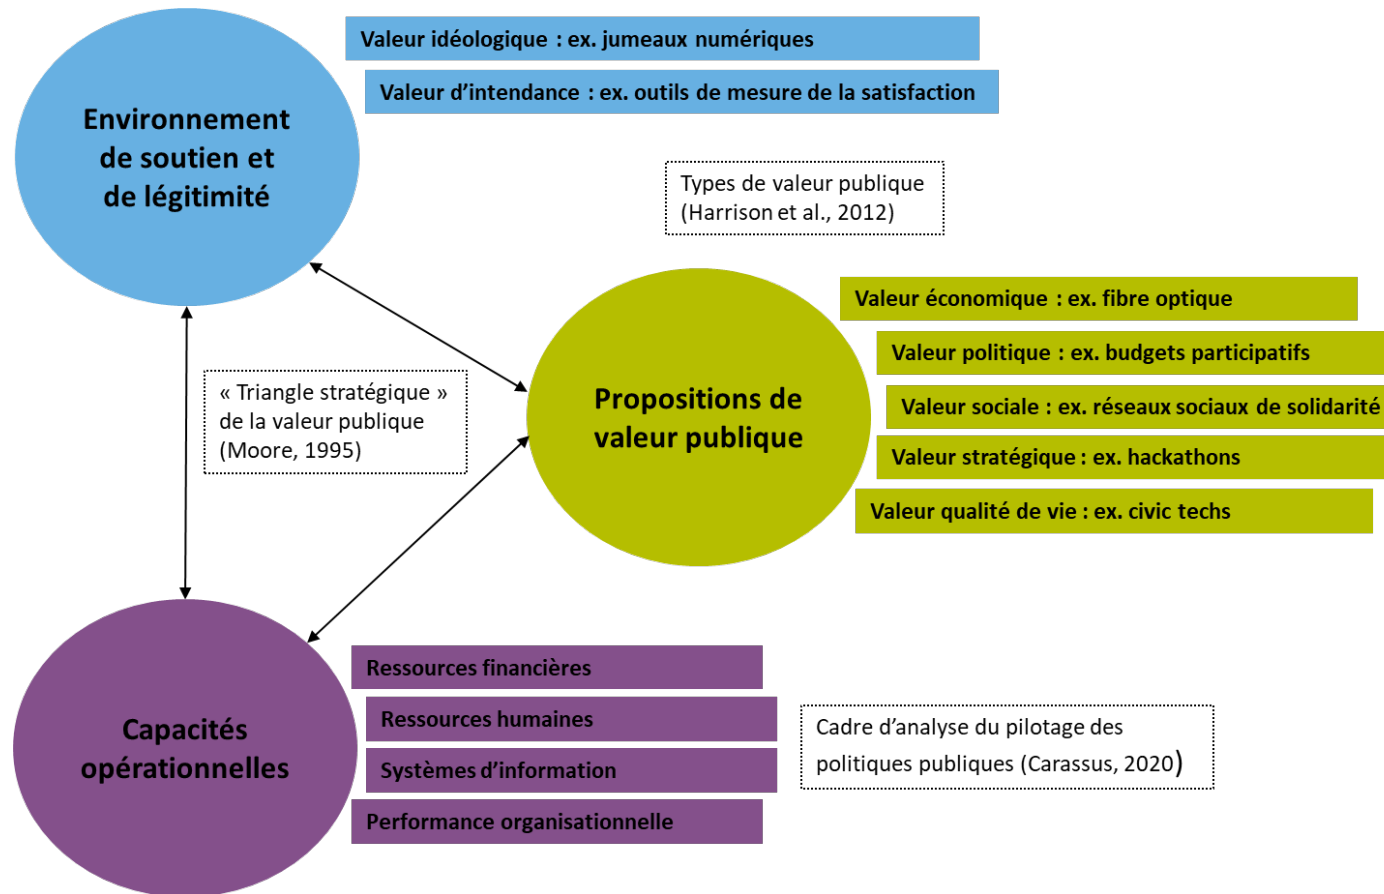 Valeur idéologique : ex. jumeaux numériques
Valeur d’intendance : ex. outils de mesure de la satisfaction
Environnement
de soutien et
de légitimité
Types de valeur publique
(Harrison et al., 2012)
Valeur économique : ex. fibre optique
Valeur politique : ex. budgets participatifs
Valeur sociale : ex. réseaux sociaux de solidarité
Valeur stratégique : ex. hackathons
Valeur qualité de vie : ex. civic techs
Propositions de
valeur publique
« Triangle stratégique »
de la valeur publique
(Moore, 1995)
Ressources financières
Ressources humaines
Systèmes d’information
Performance organisationnelle
Capacités
opérationnelles
Cadre d’analyse du pilotage des
politiques publiques (Carassus, 2020)